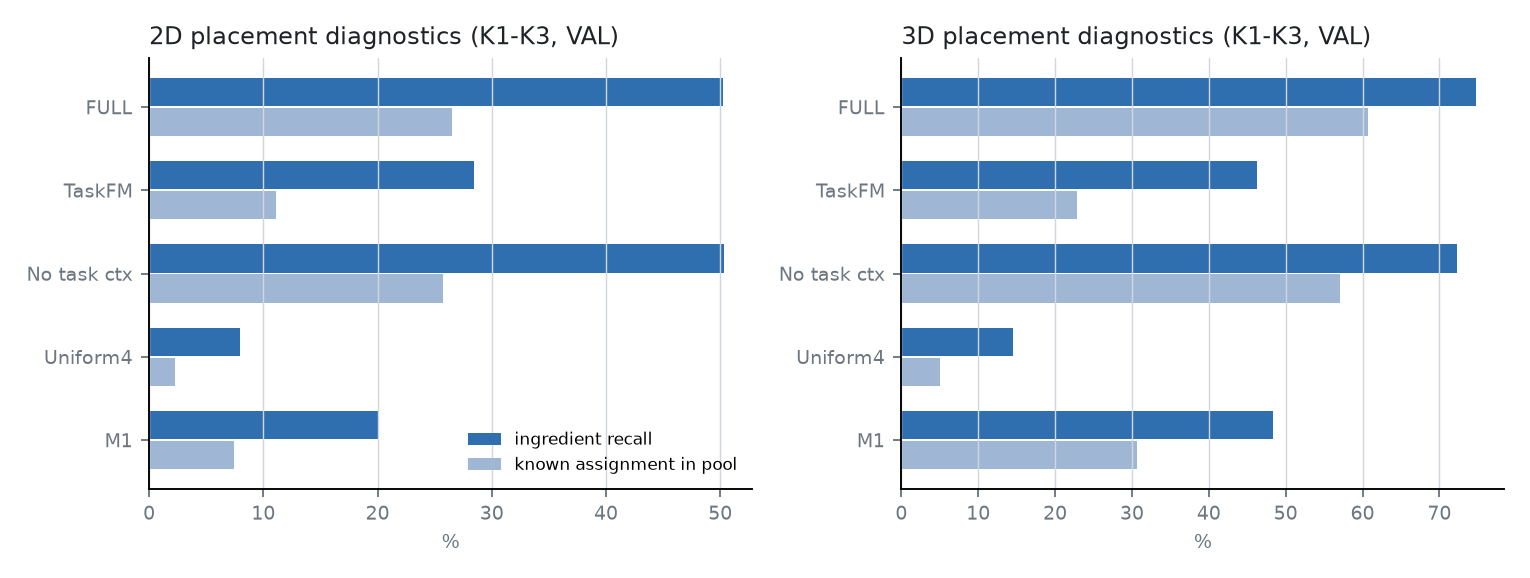 2D placement diagnostics (K1-K3, VAL)
FULL
TaskFM
No task ctx
Uniform4
M1
ingredient recall
known assignment in pool
0 10 20 30 40 50
%
3D placement diagnostics (K1-K3, VAL)
FULL
TaskFM
No task ctx
Uniform4
M1
0 10 20 30 40 50 60 70
%